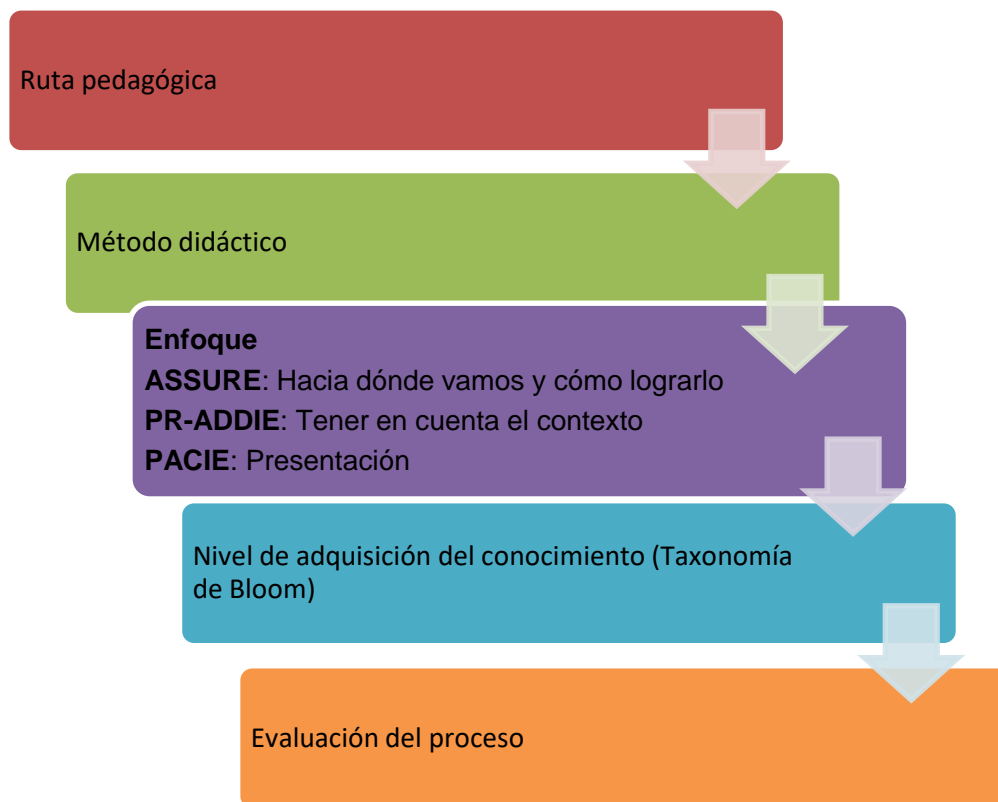 Ruta pedagógica
Método didáctico
Enfoque
ASSURE: Hacia dónde vamos y cómo lograrlo
PR-ADDIE: Tener en cuenta el contexto
PACIE: Presentación
Nivel de adquisición del conocimiento (Taxonomía
de Bloom)
Evaluación del proceso